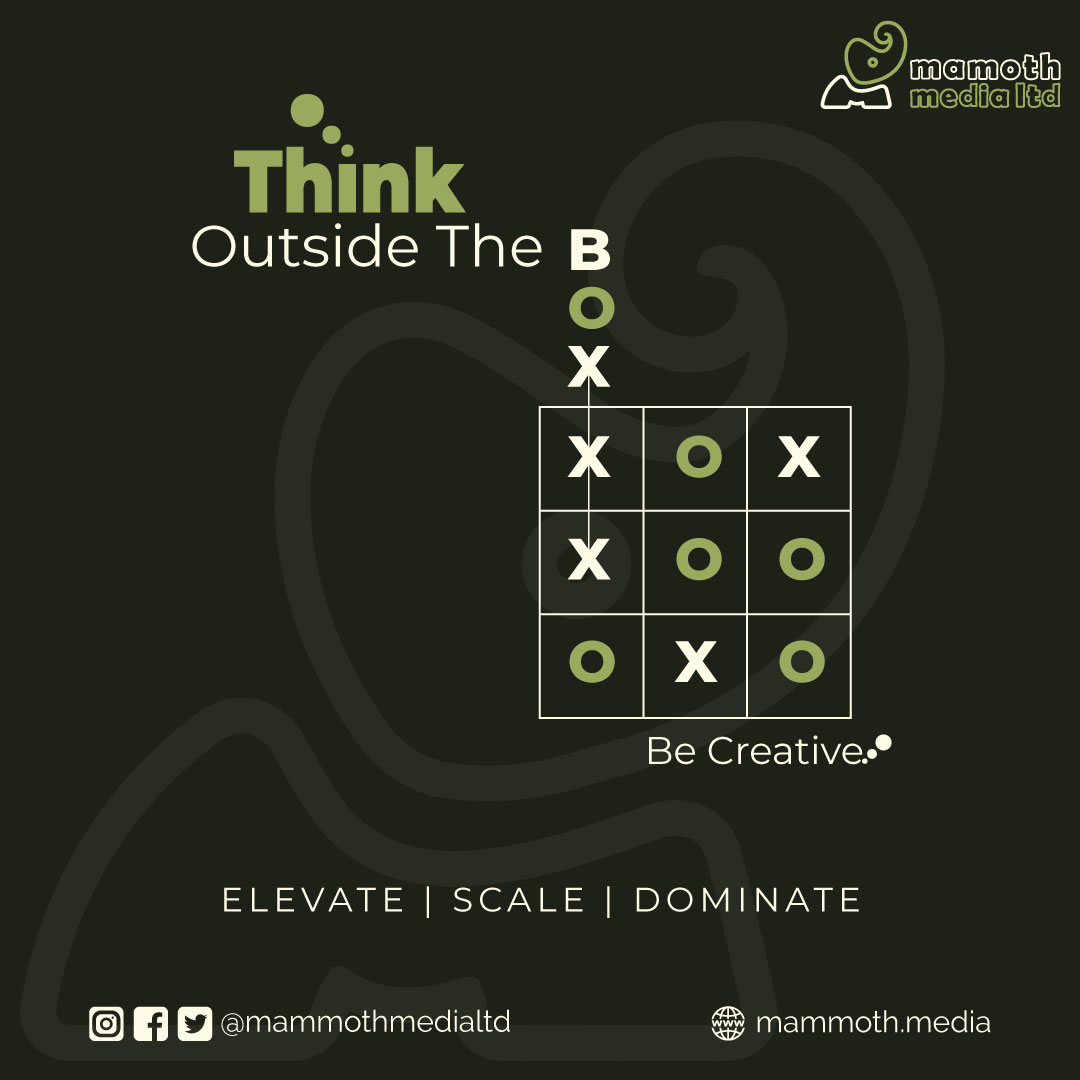 mamoth
media ltd
Think
Outside The B
O
X
X O X
X O O
O X O
Be Creative
ELEVATE | SCALE | DOMINATE
@mammothmedialtd
www mammoth.media